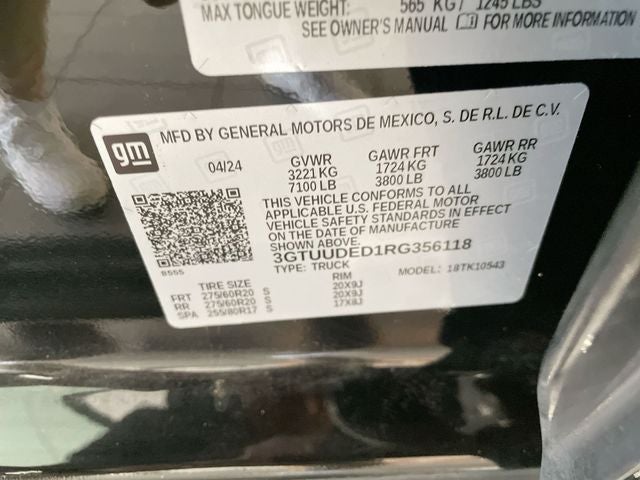 MAX TONGUE WEIGHT: 565 KG / 1245 LBS
SEE OWNER'S MANUAL FOR MORE INFORMATION
gm
MFD BY GENERAL MOTORS DE MEXICO, S. DE R.L. DE C.V.
04/24 GVWR GAWR FRT GAWR RR
3221 KG 1724 KG 1724 KG
7100 LB 3800 LB 3800 LB
THIS VEHICLE CONFORMS TO ALL
APPLICABLE U.S. FEDERAL MOTOR
VEHICLE SAFETY STANDARDS IN EFFECT
ON THE DATE OF MANUFACTURE
SHOWN ABOVE.
3GTUUDED1RG356118
TYPE: TRUCK MODEL: 18TK10543
8555
TIRE SIZE RIM
FRT 275/60R20 S 20X9J
RR 275/60R20 S 20X9J
SPA 255/80R17 S 17X8J